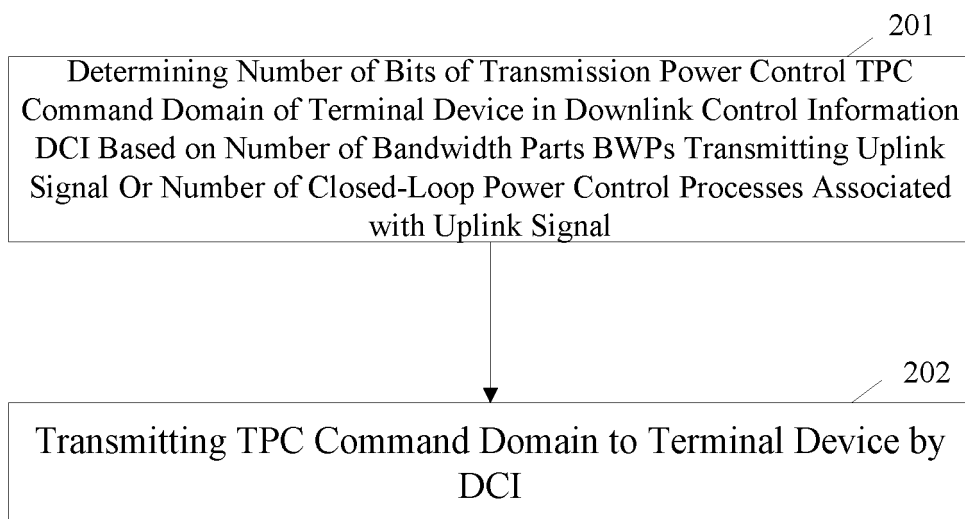 201
Determining Number of Bits of Transmission Power Control TPC
Command Domain of Terminal Device in Downlink Control Information
DCI Based on Number of Bandwidth Parts BWPs Transmitting Uplink
Signal Or Number of Closed-Loop Power Control Processes Associated
with Uplink Signal
202
Transmitting TPC Command Domain to Terminal Device by
DCI